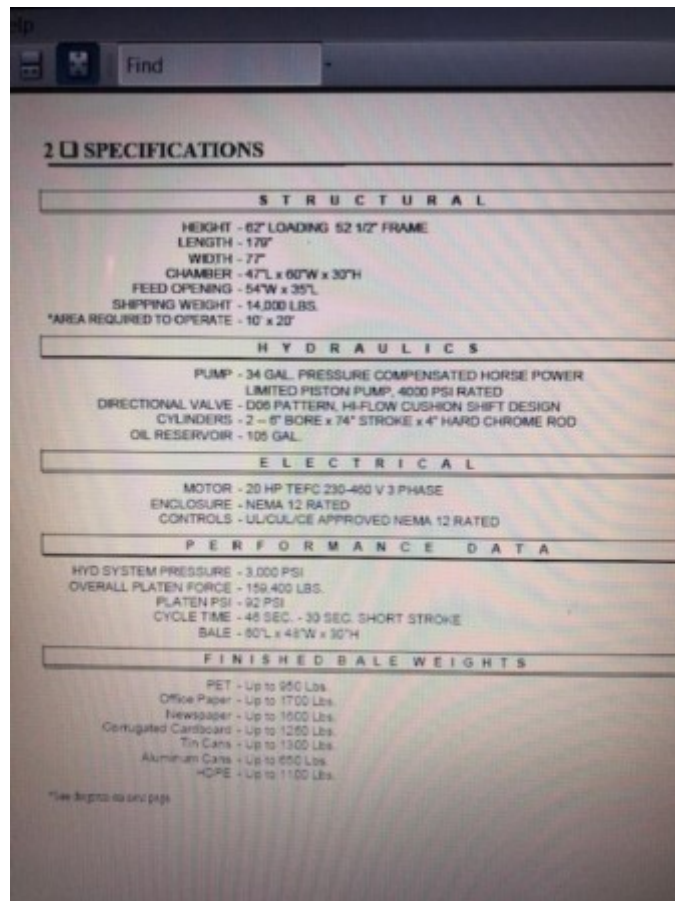 elp
Find
2 ❑ SPECIFICATIONS
STRUCTURAL
HEIGHT - 62" LOADING 52 1/2" FRAME
LENGTH - 179"
WIDTH - 77"
CHAMBER - 47"L x 60"W x 30"H
FEED OPENING - 54"W x 35"L
SHIPPING WEIGHT - 14,000 LBS.
*AREA REQUIRED TO OPERATE - 10' x 20'
HYDRAULICS
PUMP - 34 GAL. PRESSURE COMPENSATED HORSE POWER
LIMITED PISTON PUMP, 4000 PSI RATED
DIRECTIONAL VALVE - D06 PATTERN, HI-FLOW CUSHION SHIFT DESIGN
CYLINDERS - 2 – 6" BORE x 74" STROKE x 4" HARD CHROME ROD
OIL RESERVOIR - 105 GAL.
ELECTRICAL
MOTOR - 20 HP TEFC 230-460 V 3 PHASE
ENCLOSURE - NEMA 12 RATED
CONTROLS - UL/CUL/CE APPROVED NEMA 12 RATED
PERFORMANCE DATA
HYD SYSTEM PRESSURE - 3,000 PSI
OVERALL PLATEN FORCE - 159,400 LBS.
PLATEN PSI - 92 PSI
CYCLE TIME - 46 SEC. - 30 SEC. SHORT STROKE
BALE - 60"L x 48"W x 30"H
FINISHED BALE WEIGHTS
PET - Up to 950 Lbs.
Office Paper - Up to 1700 Lbs.
Newspaper - Up to 1600 Lbs.
Corrugated Cardboard - Up to 1250 Lbs.
Tin Cans - Up to 1300 Lbs.
Aluminum Cans - Up to 650 Lbs.
HDPE - Up to 1100 Lbs.
*See on next page